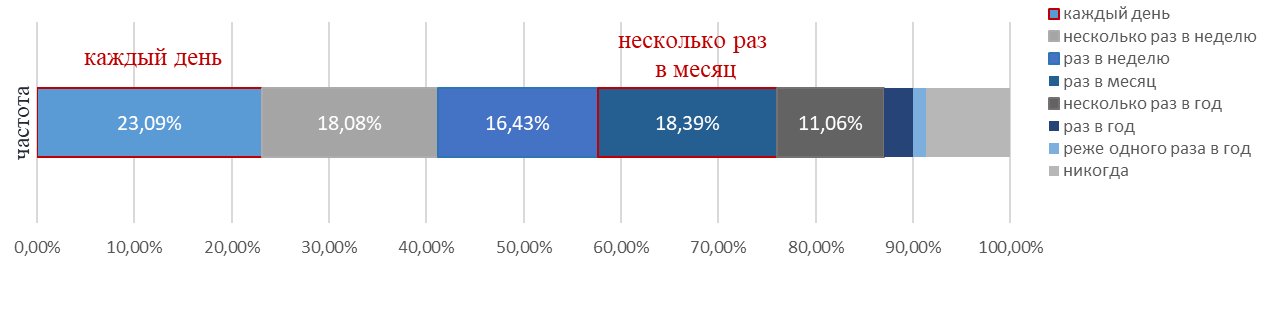 каждый день
несколько раз
в месяц
частота
23,09%
18,08%
16,43%
18,39%
11,06%
0,00%
10,00%
20,00%
30,00%
40,00%
50,00%
60,00%
70,00%
80,00%
90,00%
100,00%
каждый день
несколько раз в неделю
раз в неделю
раз в месяц
несколько раз в год
раз в год
реже одного раза в год
никогда